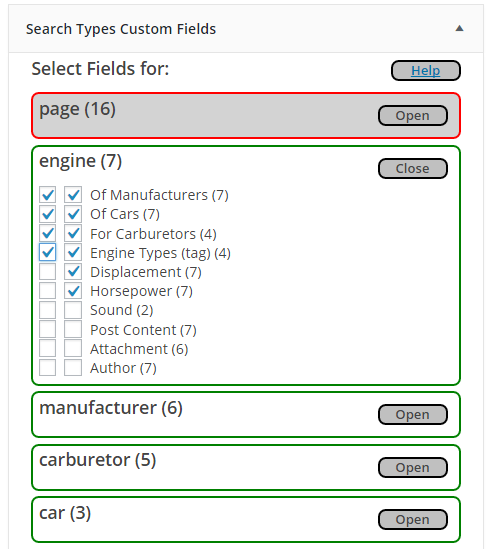 Search Types Custom Fields
Select Fields for:
Help
page (16)
Open
engine (7)
Close
Of Manufacturers (7)
Of Cars (7)
For Carburetors (4)
Engine Types (tag) (4)
Displacement (7)
Horsepower (7)
Sound (2)
Post Content (7)
Attachment (6)
Author (7)
manufacturer (6)
Open
carburetor (5)
Open
car (3)
Open